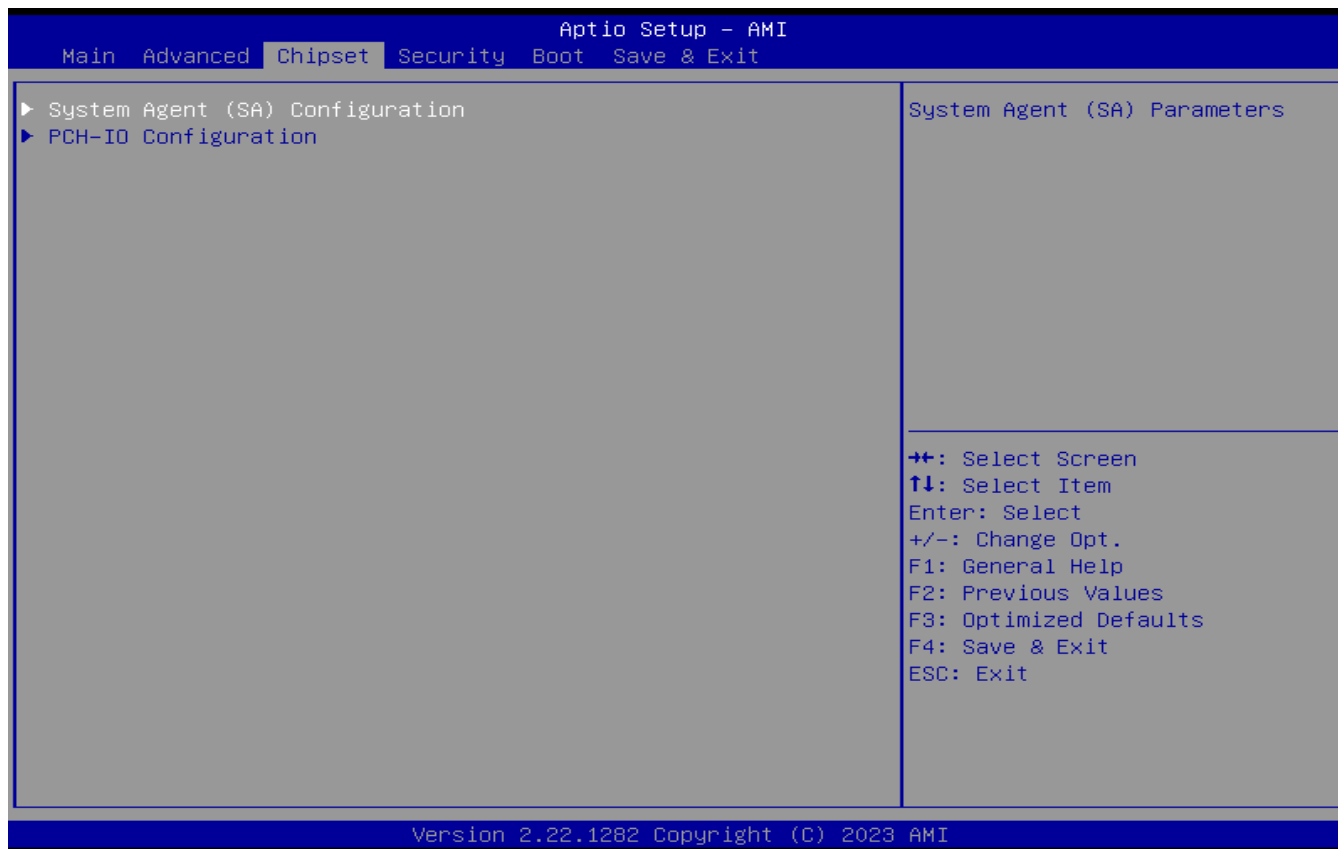 Aptio Setup – AMI
Main Advanced Chipset Security Boot Save & Exit
▶ System Agent (SA) Configuration
▶ PCH-IO Configuration
System Agent (SA) Parameters
→←: Select Screen
↑↓: Select Item
Enter: Select
+/-: Change Opt.
F1: General Help
F2: Previous Values
F3: Optimized Defaults
F4: Save & Exit
ESC: Exit
Version 2.22.1282 Copyright (C) 2023 AMI